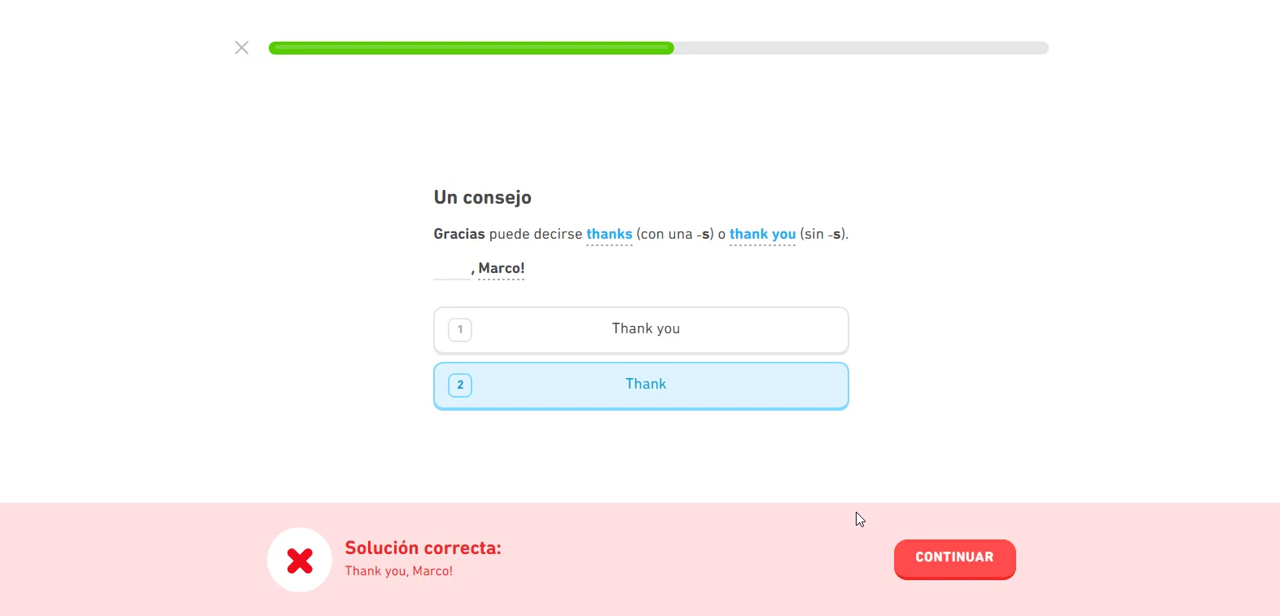 Un consejo
Gracias puede decirse thanks (con una -s) o thank you (sin -s).
____, Marco!
1 Thank you
2 Thank
Solución correcta:
Thank you, Marco!
CONTINUAR